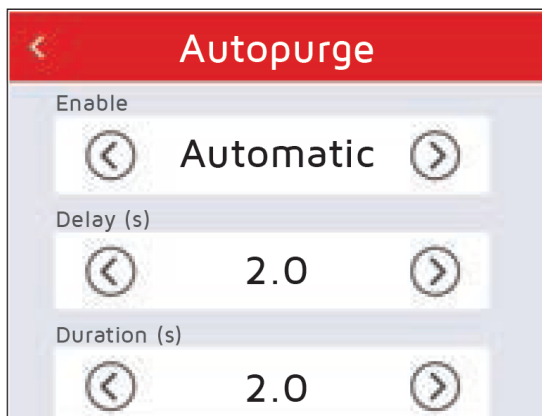 Autopurge
Enable
Automatic
Delay (s)
2.0
Duration (s)
2.0